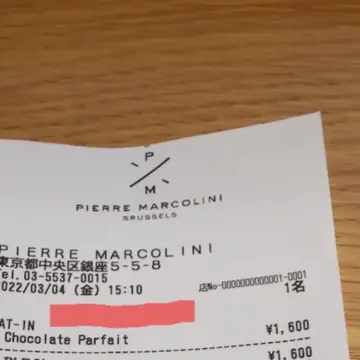 P
M
PIERRE MARCOLINI
BRUSSELS
PIERRE MARCOLINI
東京都中央区銀座5-5-8
Tel. 03-5537-0015
2022/03/04 (金) 15:10
店No-000000000001-0001
1名
EAT-IN
Chocolate Parfait ¥1,600
¥1,600